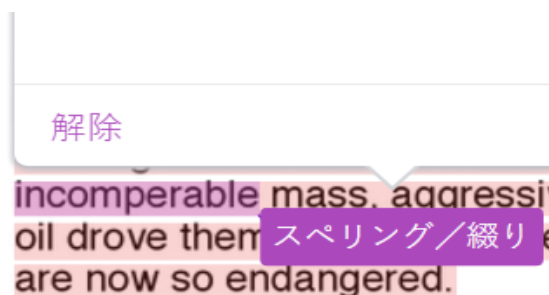 解除
incomperable mass, aggressi
oil drove them
スペリング／綴り
are now so endangered.